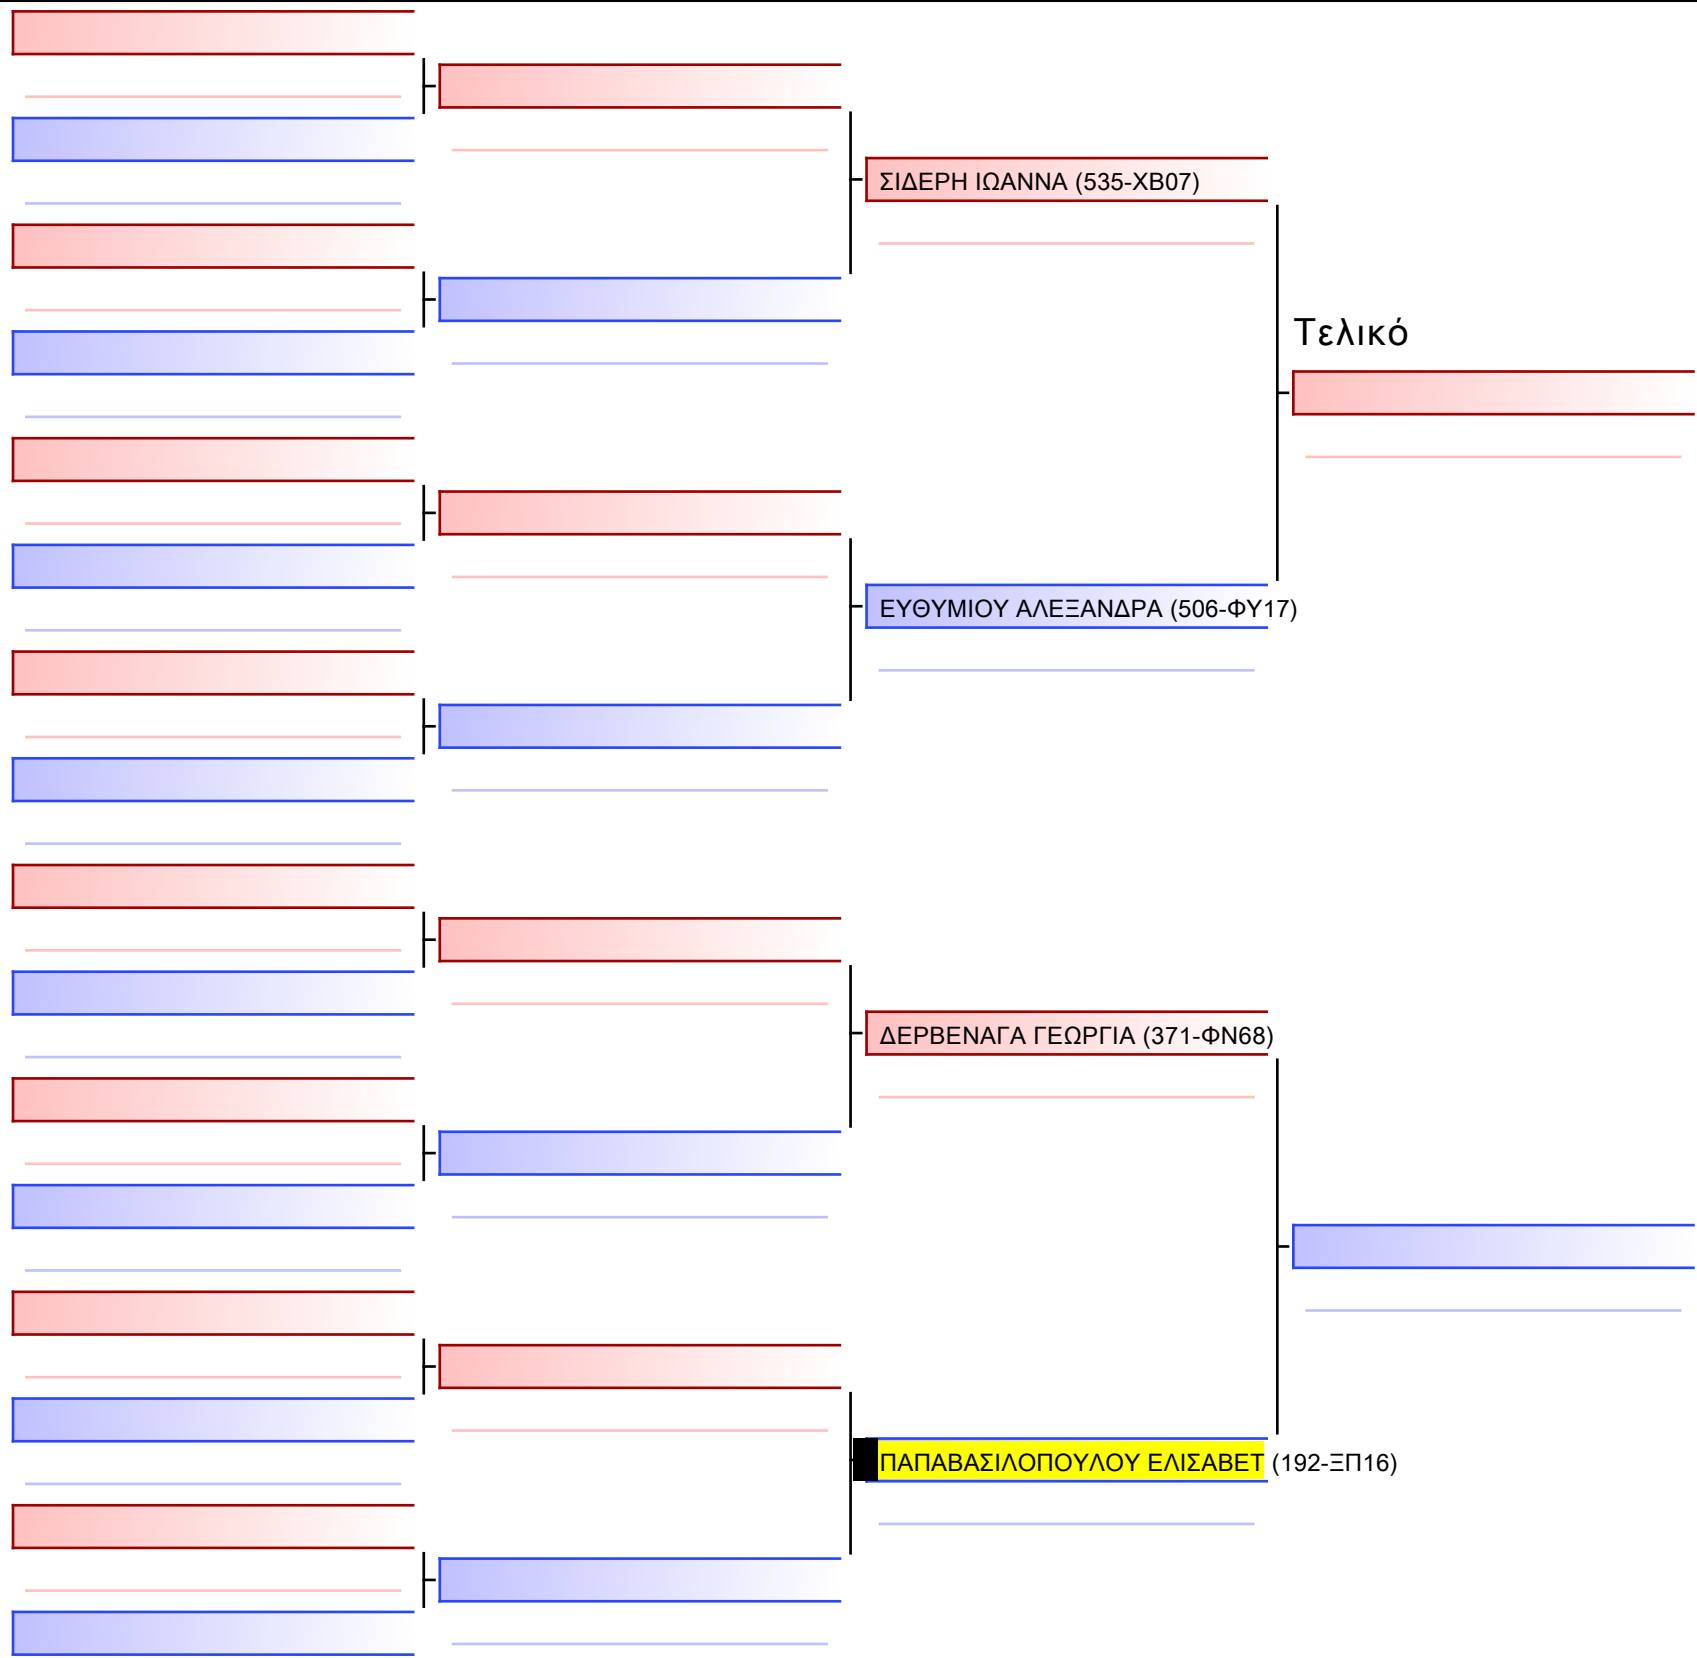 ΣΙΔΕΡΗ ΙΩΑΝΝΑ (535-ΧΒ07)
Τελικό
ΕΥΘΥΜΙΟΥ ΑΛΕΞΑΝΔΡΑ (506-ΦΥ17)
ΔΕΡΒΕΝΑΓΑ ΓΕΩΡΓΙΑ (371-ΦΝ68)
ΠΑΠΑΒΑΣΙΛΟΠΟΥΛΟΥ ΕΛΙΣΑΒΕΤ (192-ΞΠ16)